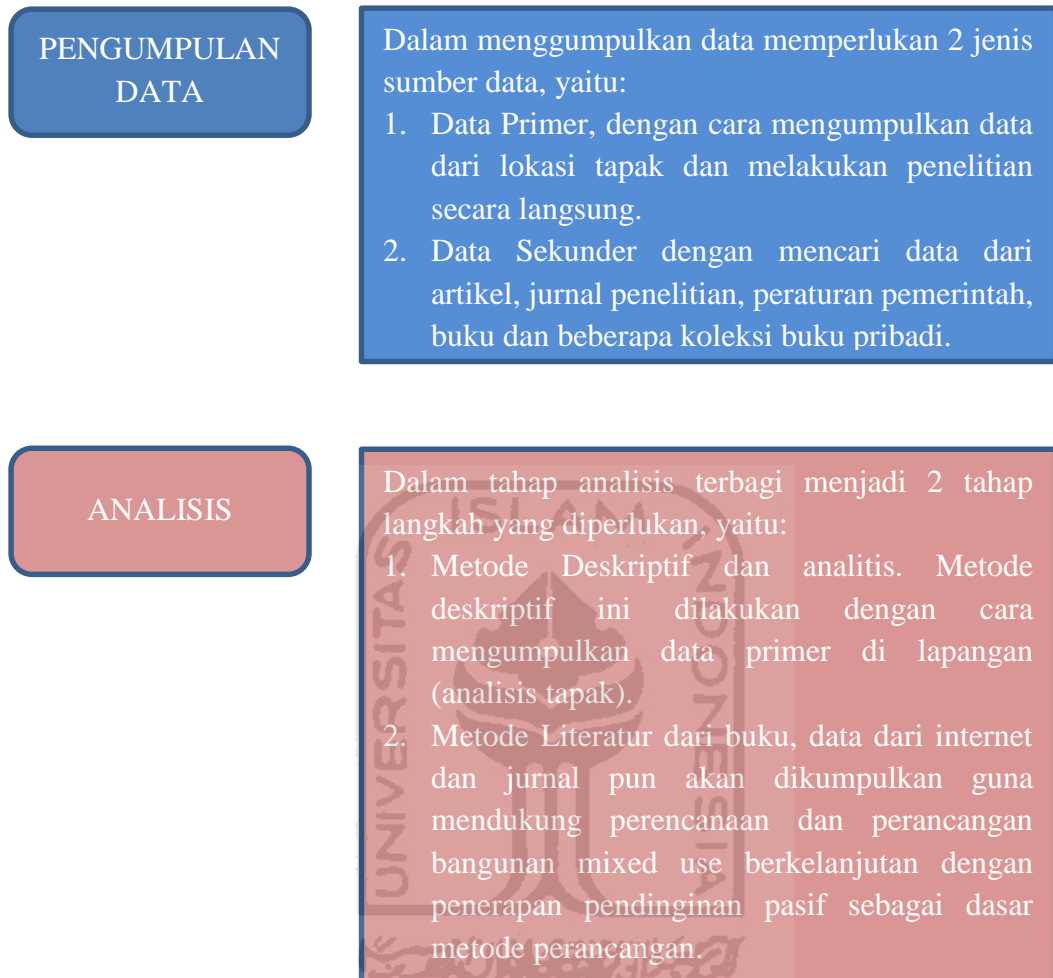 PENGUMPULAN
DATA
Dalam menggumpulkan data memperlukan 2 jenis
sumber data, yaitu:
1. Data Primer, dengan cara mengumpulkan data
dari lokasi tapak dan melakukan penelitian
secara langsung.
2. Data Sekunder dengan mencari data dari
artikel, jurnal penelitian, peraturan pemerintah,
buku dan beberapa koleksi buku pribadi.
ANALISIS
Dalam tahap analisis terbagi menjadi 2 tahap
langkah yang diperlukan, yaitu:
1. Metode Deskriptif dan analitis. Metode
deskriptif ini dilakukan dengan cara
mengumpulkan data primer di lapangan
(analisis tapak).
2. Metode Literatur dari buku, data dari internet
dan jurnal pun akan dikumpulkan guna
mendukung perencanaan dan perancangan
bangunan mixed use berkelanjutan dengan
penerapan pendinginan pasif sebagai dasar
metode perancangan.
UNIVERSITAS
ISLAM
INDONESIA